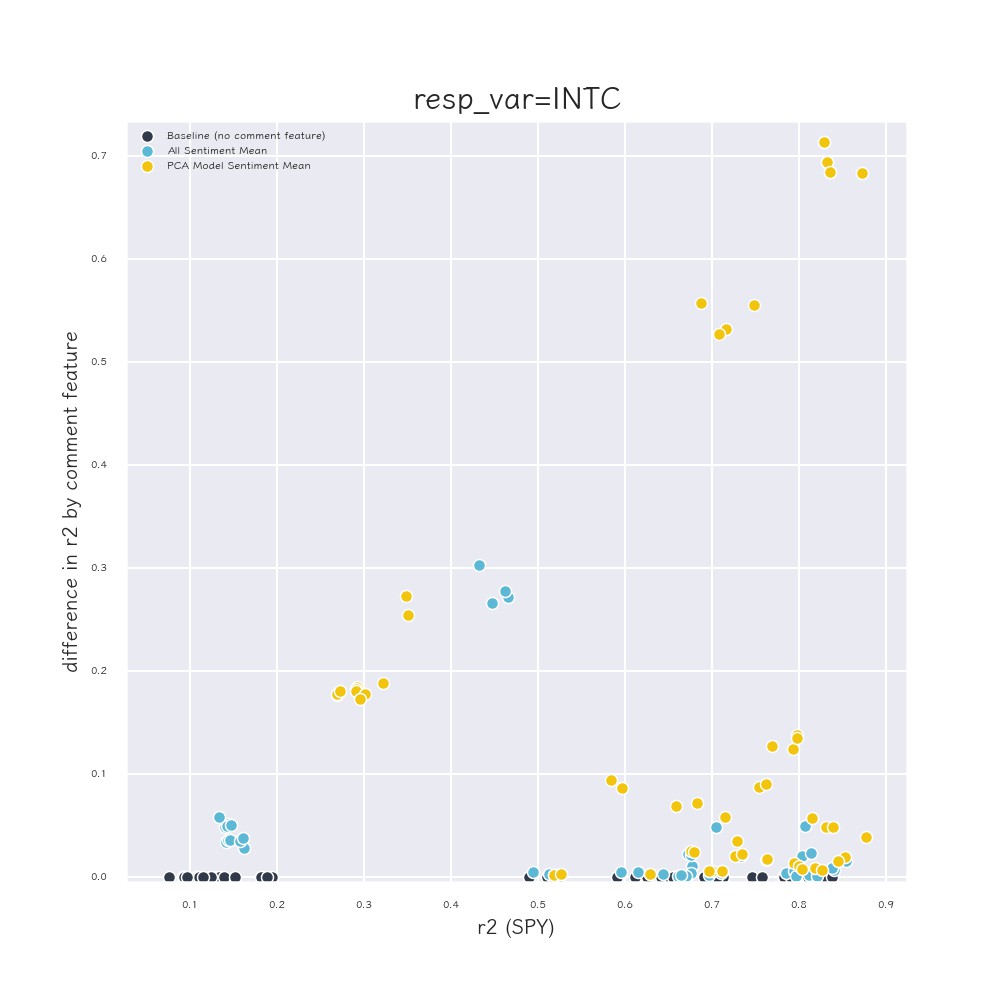 resp_var=INTC
Baseline (no comment feature)
All Sentiment Mean
PCA Model Sentiment Mean
difference in r2 by comment feature
0.7
0.6
0.5
0.4
0.3
0.2
0.1
0.0
0.1 0.2 0.3 0.4 0.5 0.6 0.7 0.8 0.9
r2 (SPY)